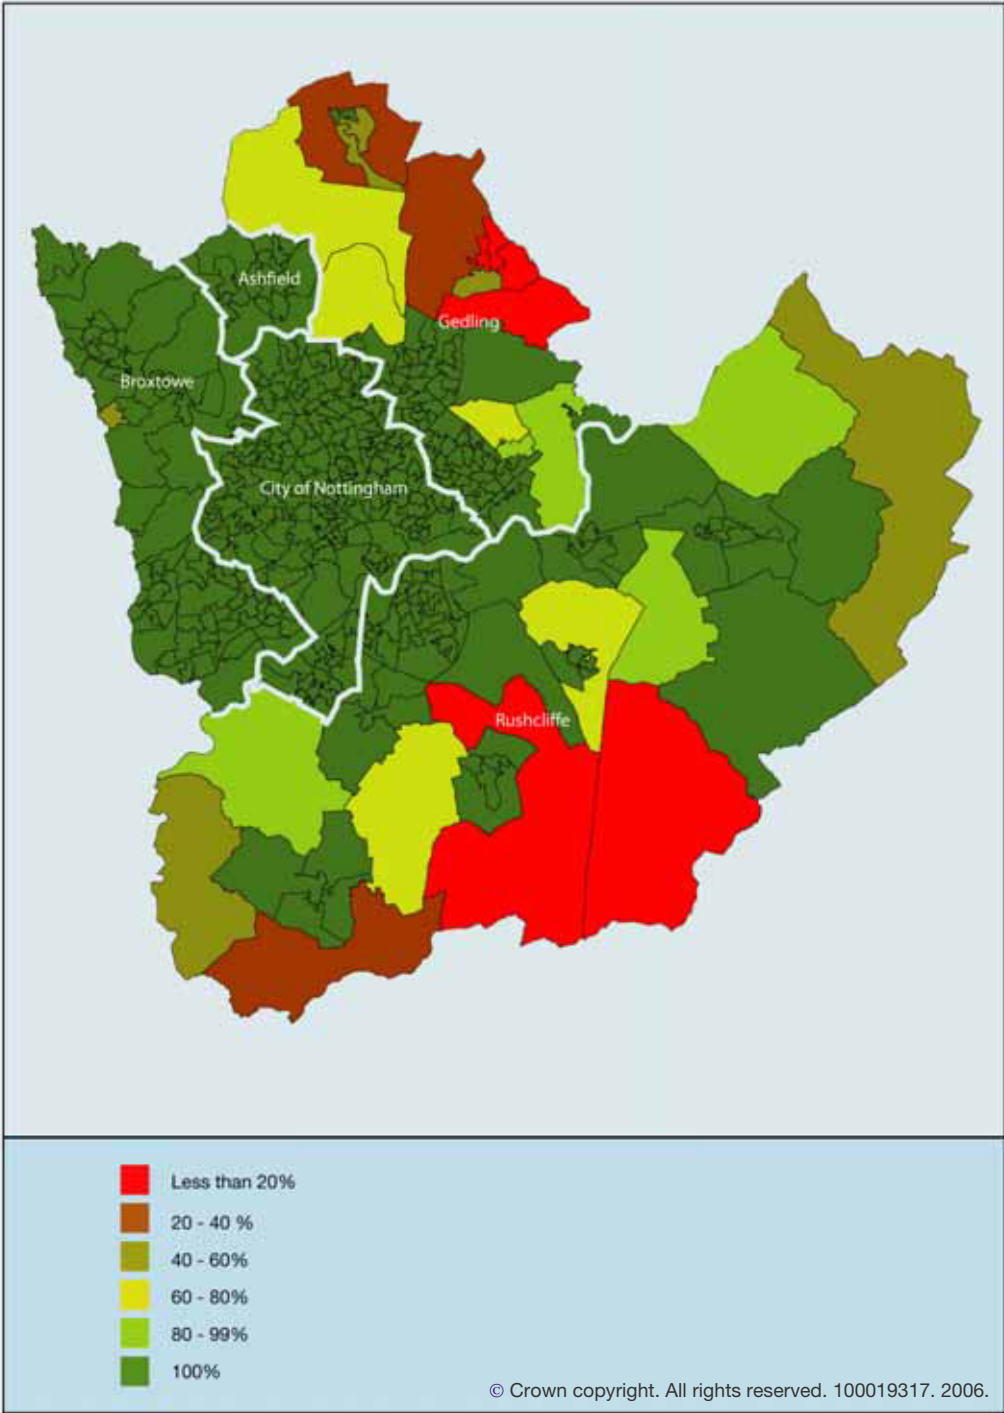 Ashfield
Gedling
Broxtowe
City of Nottingham
Rushcliffe
Less than 20%
20 - 40 %
40 - 60%
60 - 80%
80 - 99%
100%
© Crown copyright. All rights reserved. 100019317. 2006.